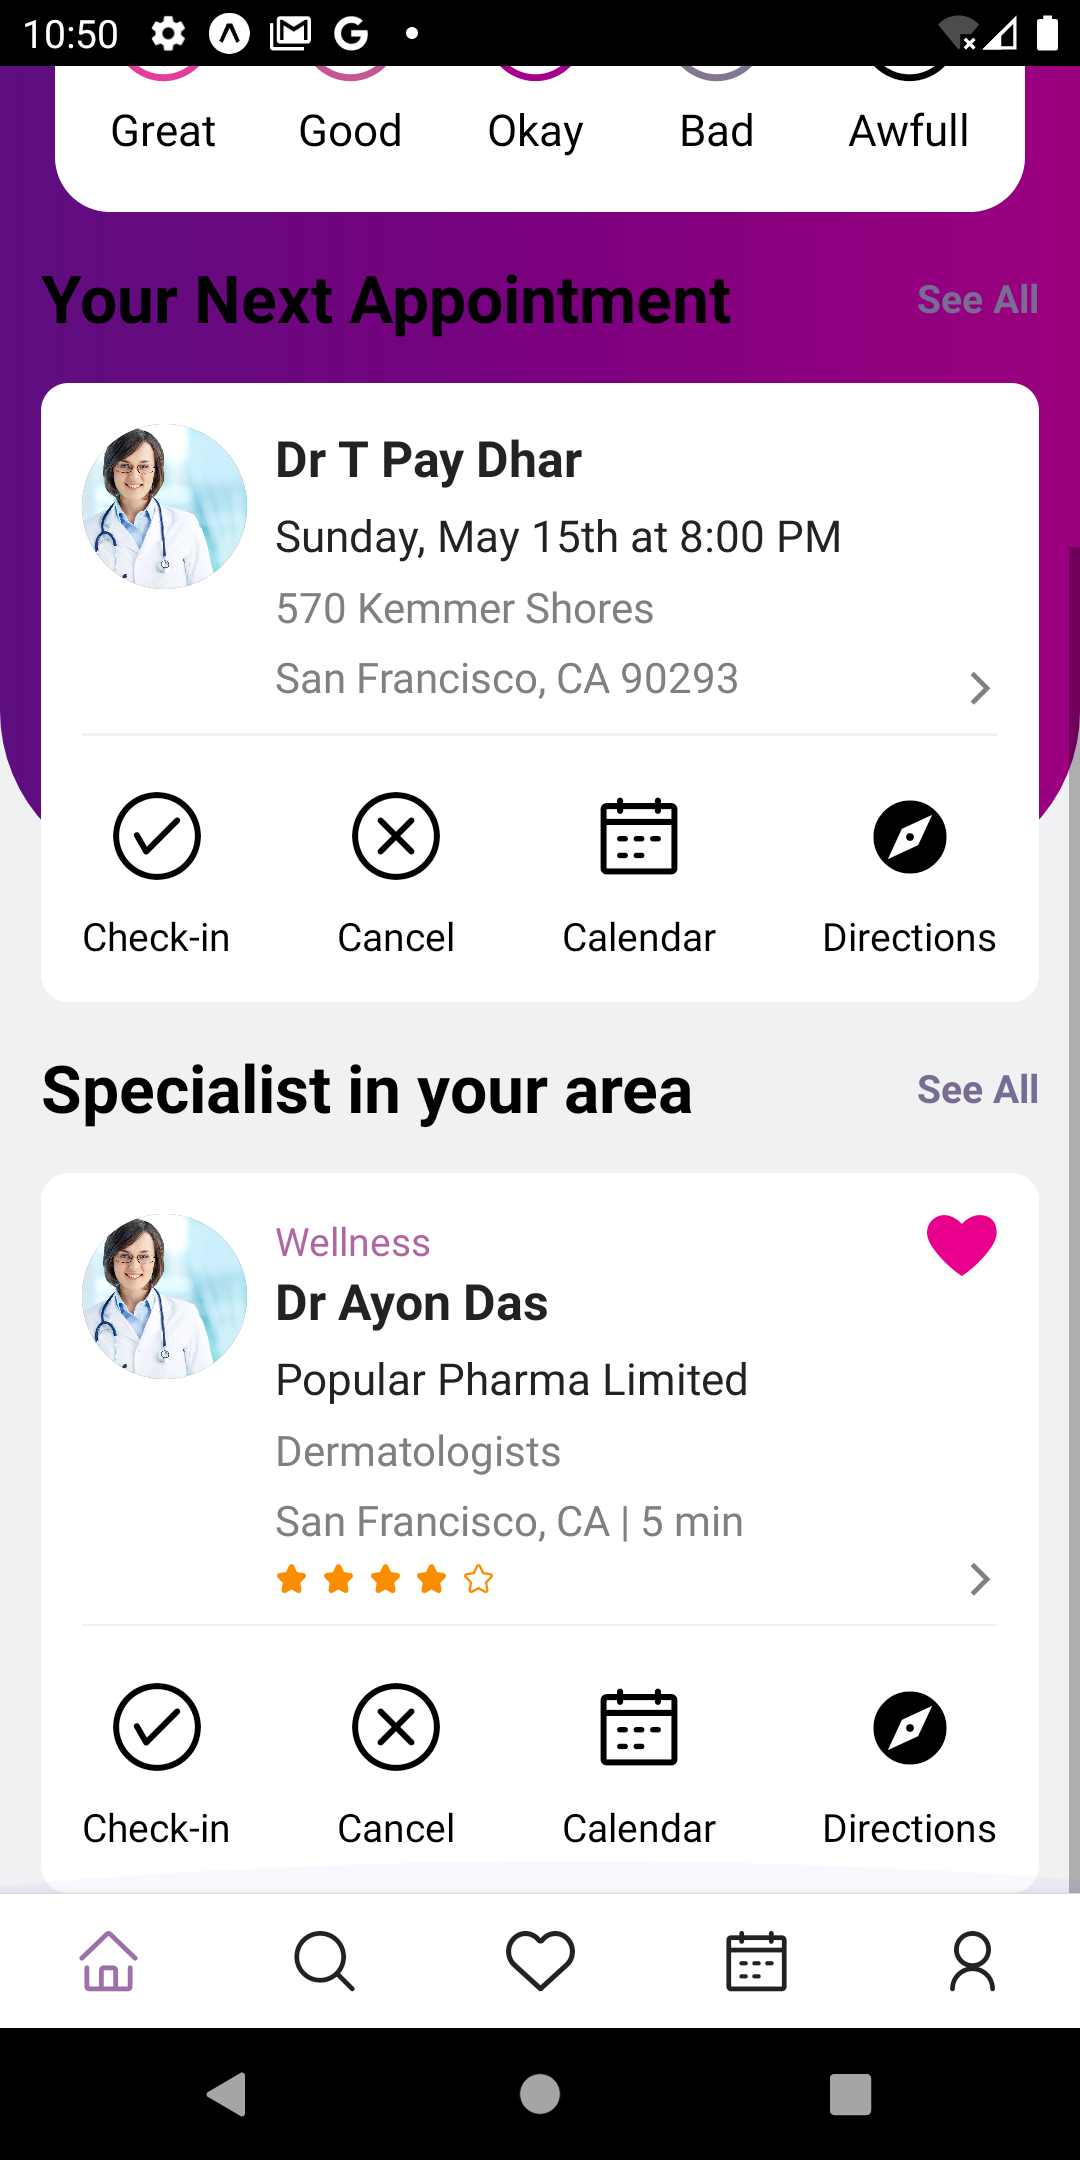 10:50
Great Good Okay Bad Awfull
Your Next Appointment See All
Dr T Pay Dhar
Sunday, May 15th at 8:00 PM
570 Kemmer Shores
San Francisco, CA 90293
Check-in Cancel Calendar Directions
Specialist in your area See All
Wellness
Dr Ayon Das
Popular Pharma Limited
Dermatologists
San Francisco, CA | 5 min
Check-in Cancel Calendar Directions